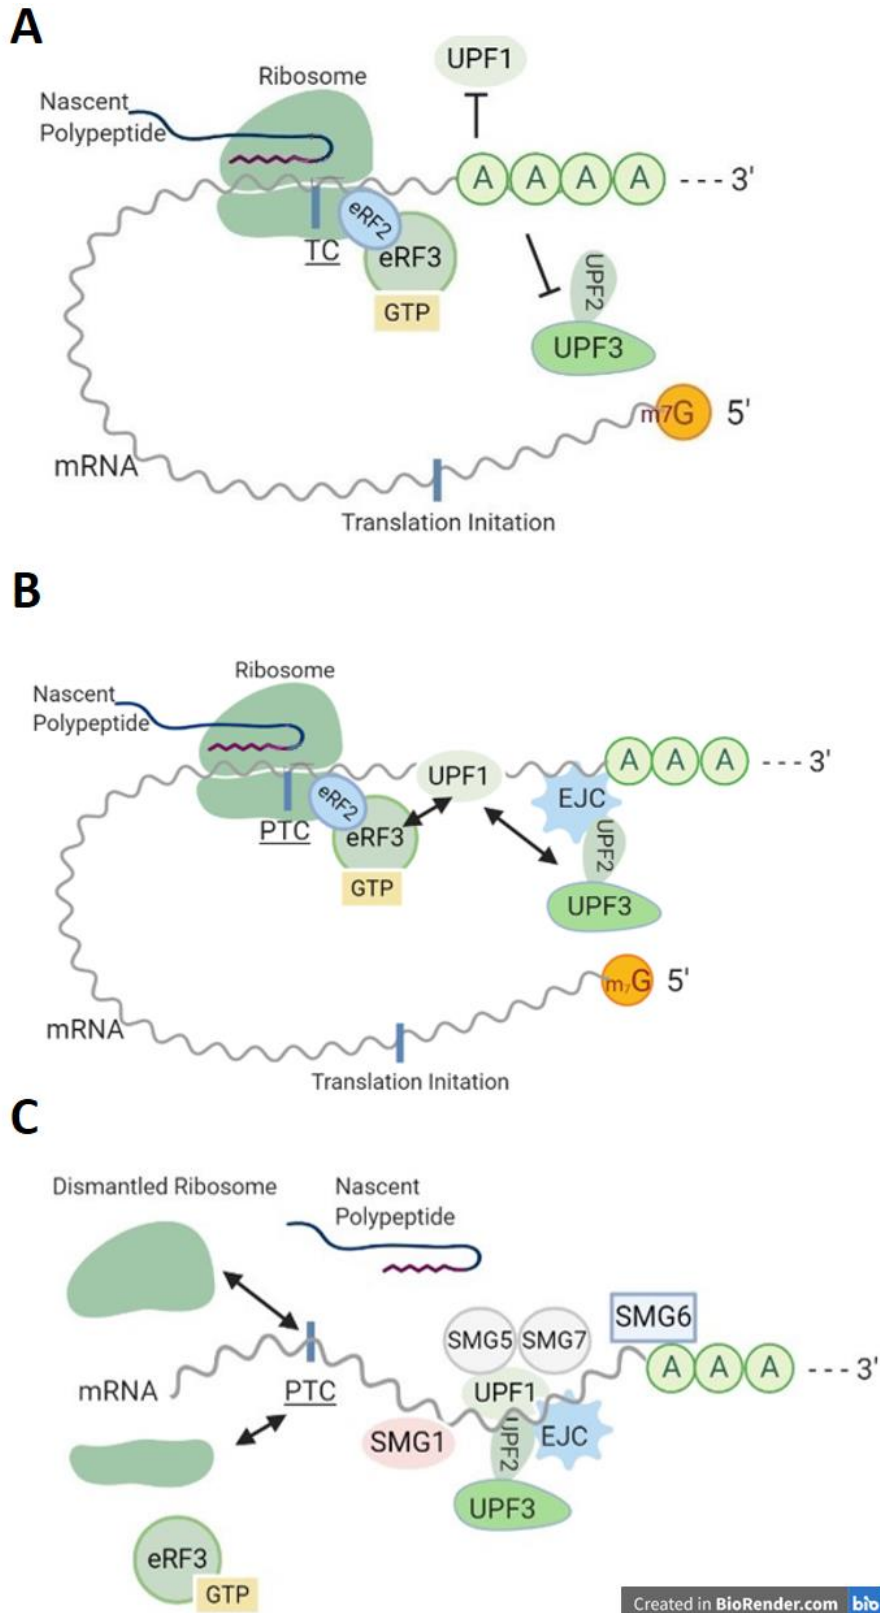 A
UPF1
Ribosome
Nascent
Polypeptide
A A A A ---3'
eRF2
TC
eRF3
GTP
UPF2
UPF3
m7G 5'
mRNA
Translation Initation
B
Ribosome
Nascent
Polypeptide
A A A ---3'
UPF1
EJC
eRF2
PTC
eRF3
UPF2
GTP
UPF3
m₇G 5'
mRNA
Translation Initation
C
Dismantled Ribosome
Nascent
Polypeptide
SMG6
SMG5 SMG7
A A A ---3'
mRNA
PTC
UPF1
SMG1
UPF2
EJC
UPF3
eRF3
GTP
Created in BioRender.com bio